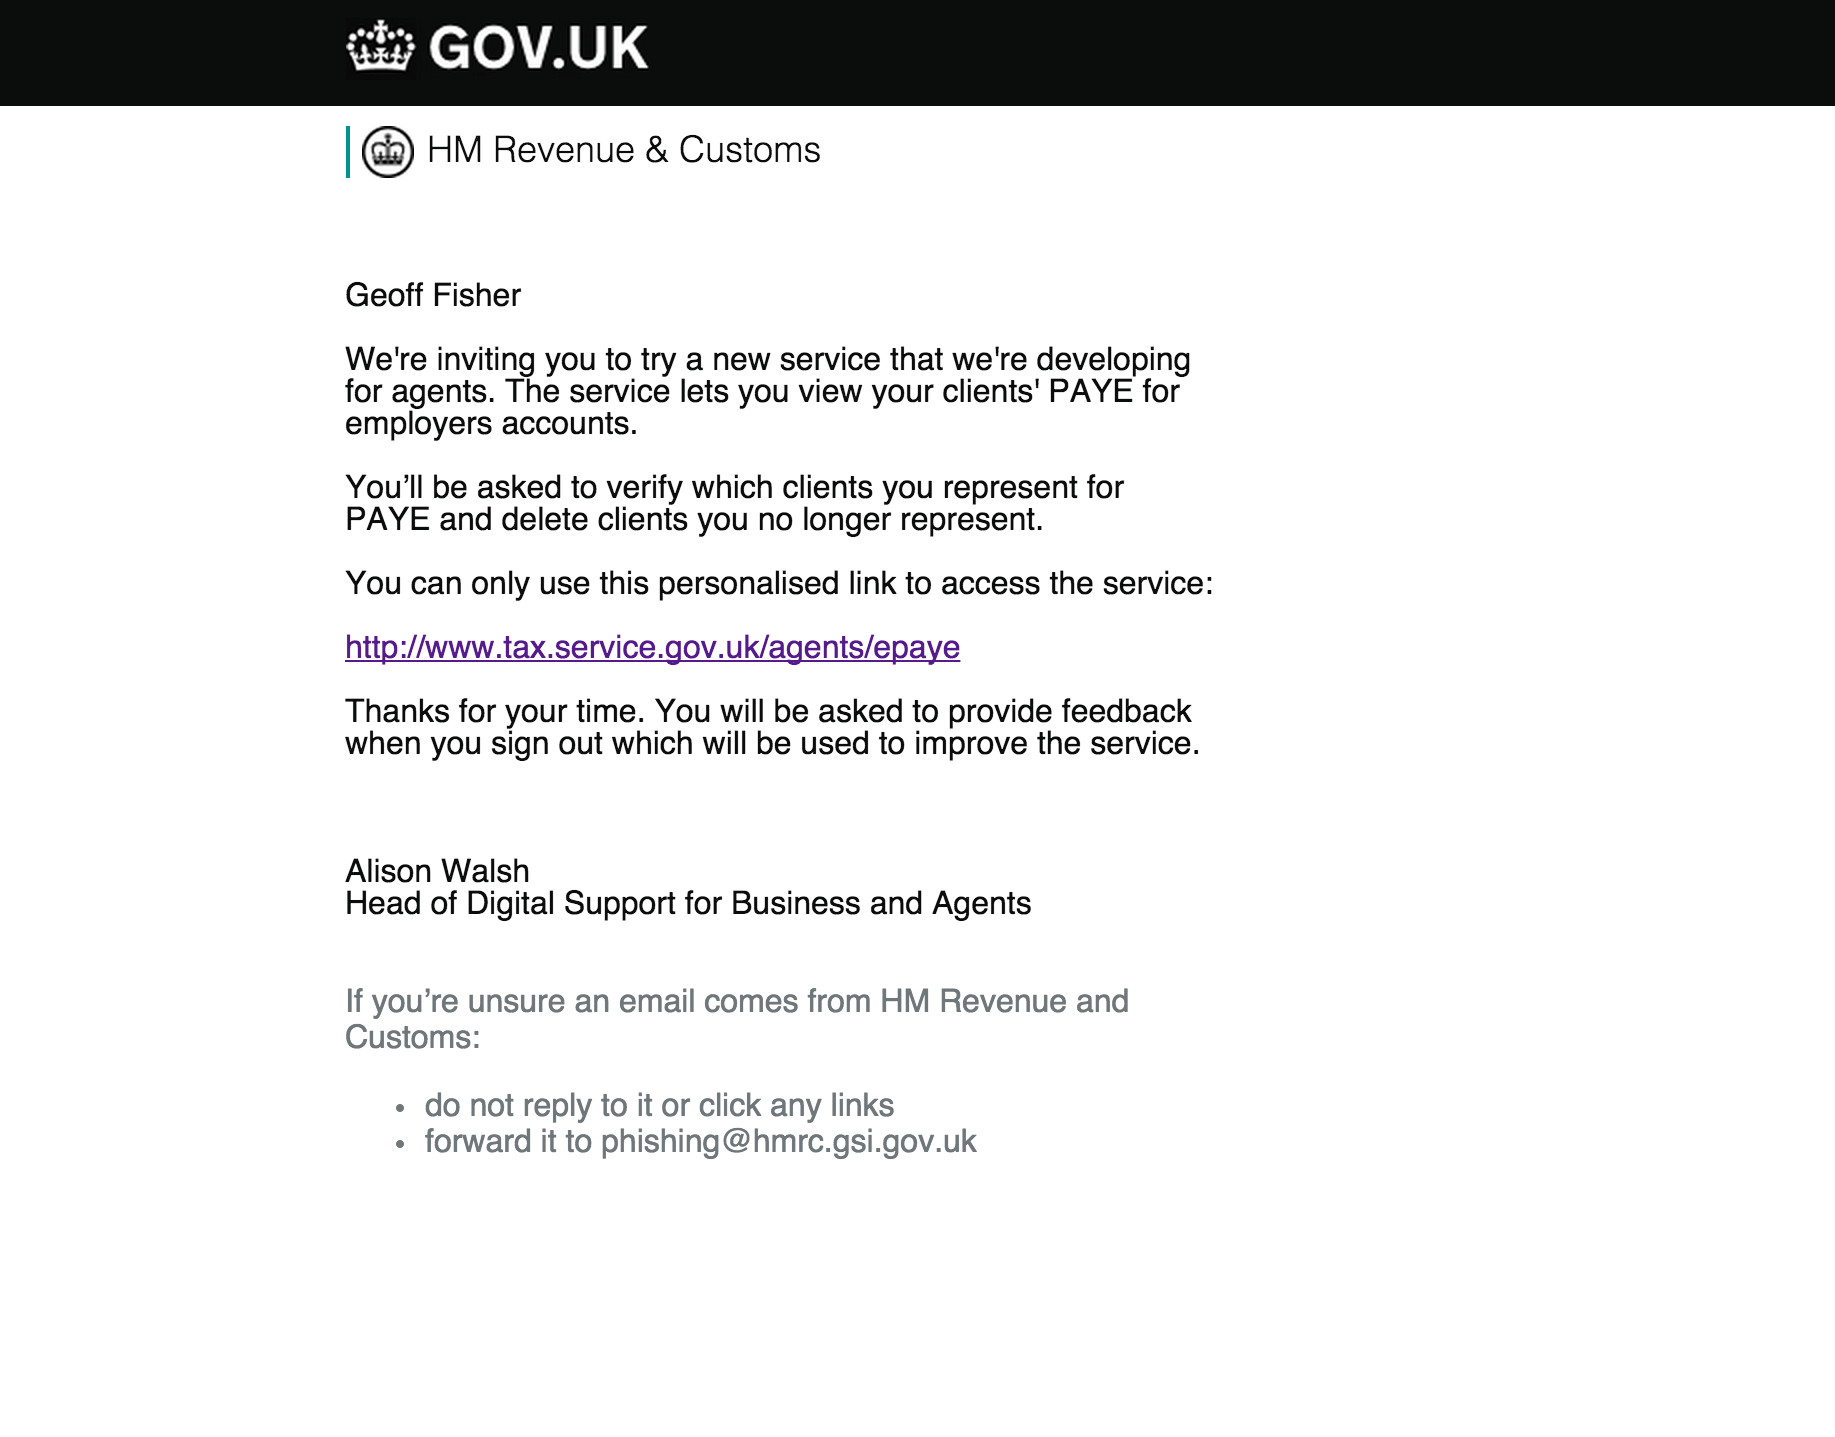 GOV.UK
HM Revenue & Customs
Geoff Fisher
We're inviting you to try a new service that we're developing
for agents. The service lets you view your clients' PAYE for
employers accounts.
You’ll be asked to verify which clients you represent for
PAYE and delete clients you no longer represent.
You can only use this personalised link to access the service:
http://www.tax.service.gov.uk/agents/epaye
Thanks for your time. You will be asked to provide feedback
when you sign out which will be used to improve the service.
Alison Walsh
Head of Digital Support for Business and Agents
If you’re unsure an email comes from HM Revenue and
Customs:
• do not reply to it or click any links
• forward it to phishing@hmrc.gsi.gov.uk